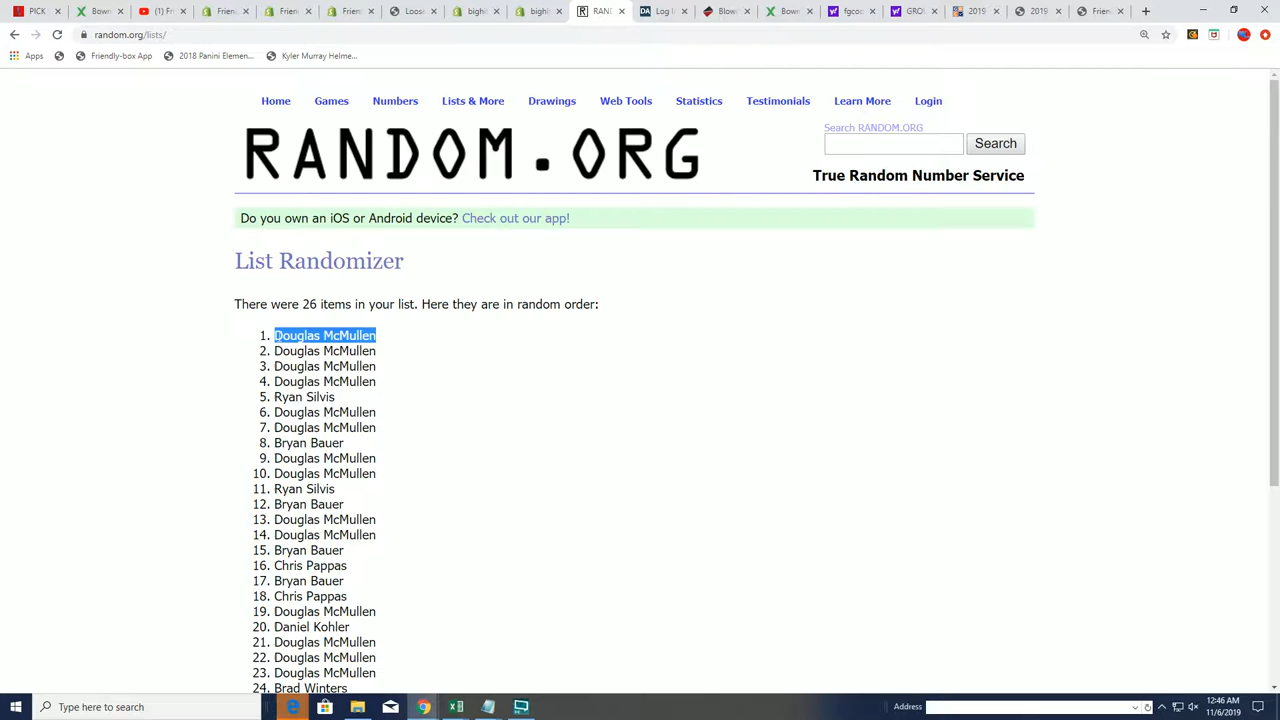 PICK
Bown
(1) Fr
Frien
Frien
Frien
Loos
bigh
bighi
RAND
Log I
Blow
Bown
fgcoo
GRO
2019
2019
Frien
random.org/lists/
Apps
Friendly-box App
2018 Panini Elemen...
Kyler Murray Helme...
Home Games Numbers Lists & More Drawings Web Tools Statistics Testimonials Learn More Login
RANDOM.ORG
Search RANDOM.ORG
Search
True Random Number Service
Do you own an iOS or Android device? Check out our app!
List Randomizer
There were 26 items in your list. Here they are in random order:
1. Douglas McMullen
2. Douglas McMullen
3. Douglas McMullen
4. Douglas McMullen
5. Ryan Silvis
6. Douglas McMullen
7. Douglas McMullen
8. Bryan Bauer
9. Douglas McMullen
10. Douglas McMullen
11. Ryan Silvis
12. Bryan Bauer
13. Douglas McMullen
14. Douglas McMullen
15. Bryan Bauer
16. Chris Pappas
17. Bryan Bauer
18. Chris Pappas
19. Douglas McMullen
20. Daniel Kohler
21. Douglas McMullen
22. Douglas McMullen
23. Douglas McMullen
24. Brad Winters
Type here to search
Address
12:46 AM
11/6/2019